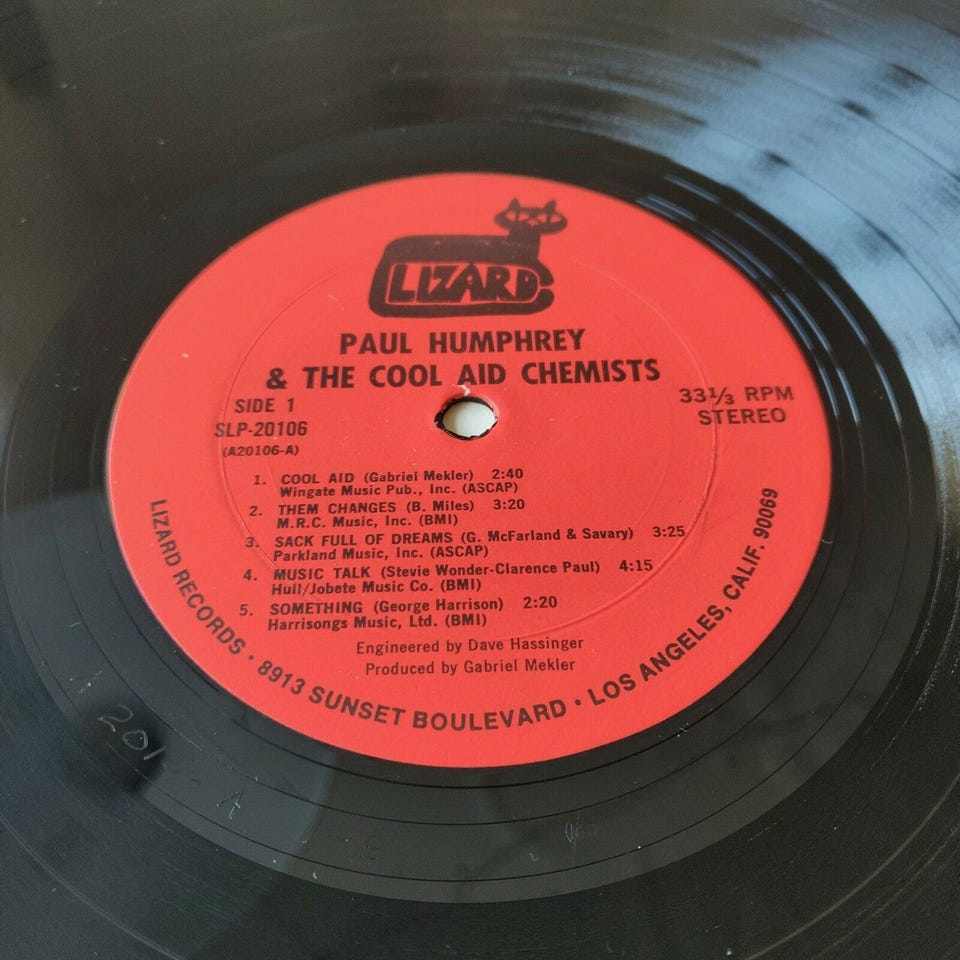 LIZARD
PAUL HUMPHREY
& THE COOL AID CHEMISTS
SIDE 1
SLP-20106
(A20106-A)
33⅓ RPM
STEREO
1. COOL AID (Gabriel Mekler) 2:40
Wingate Music Pub., Inc. (ASCAP)
2. THEM CHANGES (B. Miles) 3:20
M.R.C. Music, Inc. (BMI)
3. SACK FULL OF DREAMS (G. McFarland & Savary) 3:25
Parkland Music, Inc. (ASCAP)
4. MUSIC TALK (Stevie Wonder-Clarence Paul) 4:15
Hull/Jobete Music Co. (BMI)
5. SOMETHING (George Harrison) 2:20
Harrisongs Music, Ltd. (BMI)
Engineered by Dave Hassinger
Produced by Gabriel Mekler
LIZARD RECORDS • 8913 SUNSET BOULEVARD • LOS ANGELES, CALIF. 90069
201
A